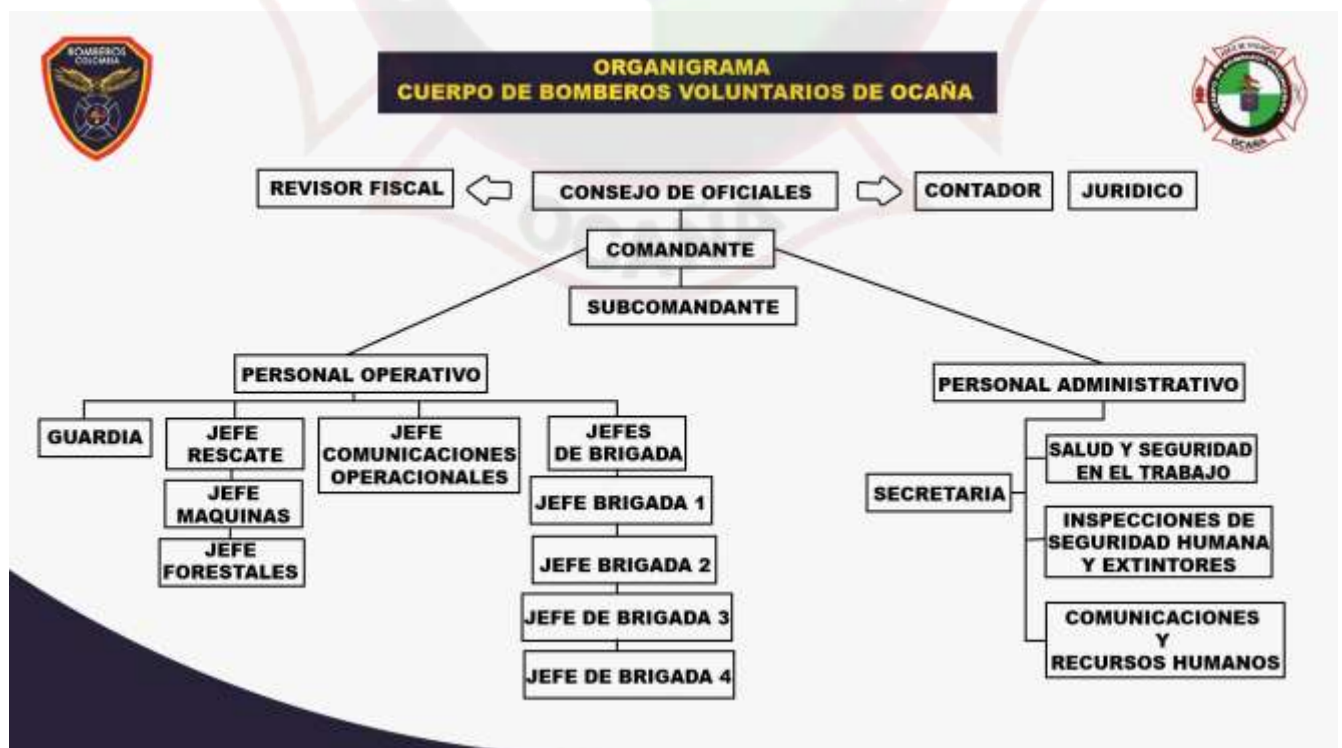 BOMBEROS
COLOMBIA
ORGANIGRAMA
CUERPO DE BOMBEROS VOLUNTARIOS DE OCAÑA
OCAÑA
REVISOR FISCAL
CONSEJO DE OFICIALES
CONTADOR
JURIDICO
OCAÑA
COMANDANTE
SUBCOMANDANTE
PERSONAL OPERATIVO
PERSONAL ADMINISTRATIVO
GUARDIA
JEFE
RESCATE
JEFE
MAQUINAS
JEFE
FORESTALES
JEFE
COMUNICACIONES
OPERACIONALES
JEFES
DE BRIGADA
JEFE BRIGADA 1
JEFE BRIGADA 2
JEFE DE BRIGADA 3
JEFE DE BRIGADA 4
SECRETARIA
SALUD Y SEGURIDAD
EN EL TRABAJO
INSPECCIONES DE
SEGURIDAD HUMANA
Y EXTINTORES
COMUNICACIONES
Y
RECURSOS HUMANOS